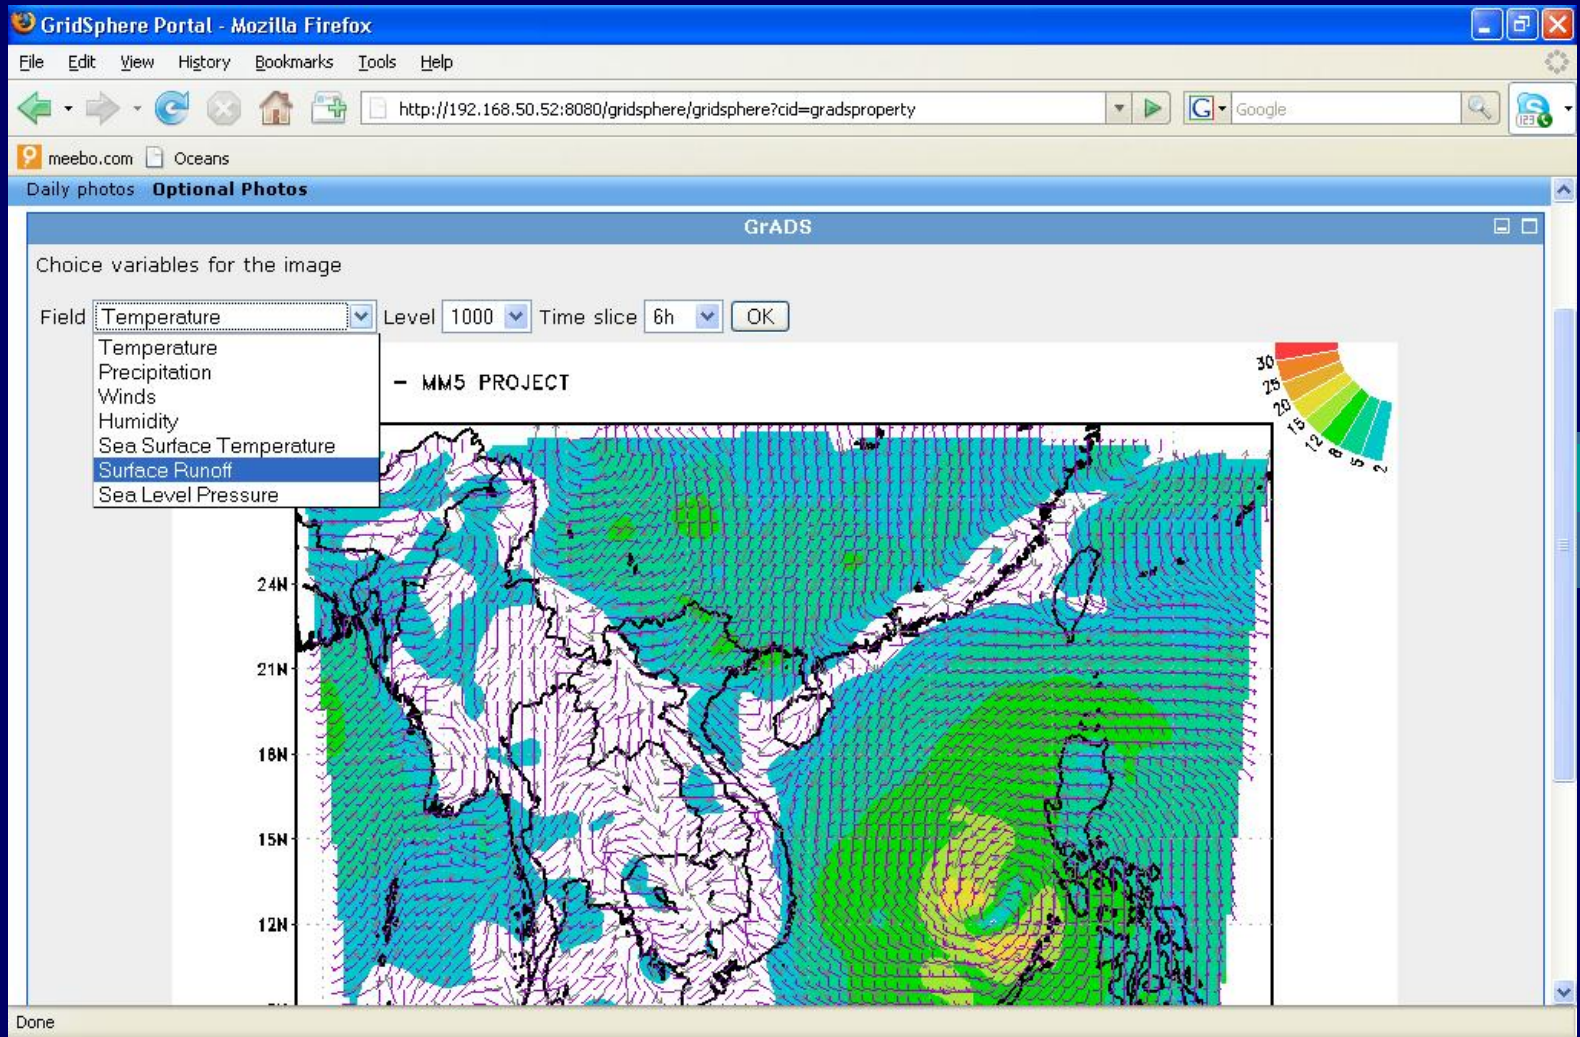 GridSphere Portal - Mozilla Firefox
File Edit View History Bookmarks Tools Help
http://192.168.50.52:8080/gridsphere/gridsphere?cid=gradsproperty
G Google
123
meebo.com Oceans
Daily photos Optional Photos
GrADS
Choice variables for the image
Field Temperature Level 1000 Time slice 6h OK
Temperature
Precipitation
Winds
Humidity
Sea Surface Temperature
Surface Runoff
Sea Level Pressure
- MM5 PROJECT
30
25
20
15
12
8
5
2
24N
21N
18N
15N
12N
Done